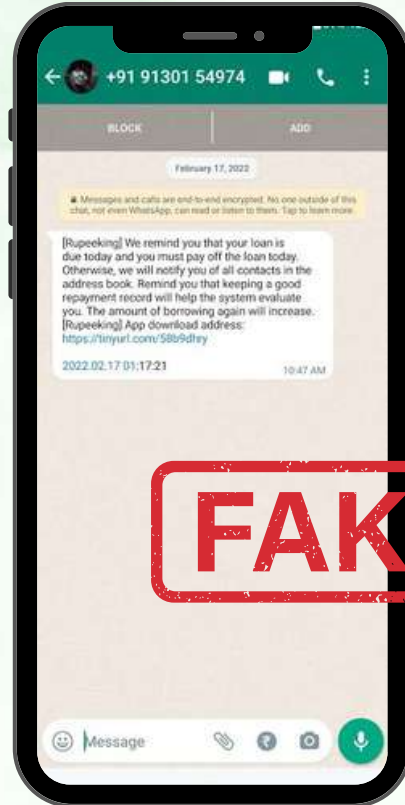 +91 91301 54974
BLOCK ADD
February 17, 2022
Messages and calls are end-to-end encrypted. No one outside of this
chat, not even WhatsApp, can read or listen to them. Tap to learn more.
[Rupeeking] We remind you that your loan is
due today and you must pay off the loan today.
Otherwise, we will notify you of all contacts in the
address book. Remind you that keeping a good
repayment record will help the system evaluate
you. The amount of borrowing again will increase.
[Rupeeking] App download address:
https://tinyurl.com/58b9dhry
2022.02.17 01:17:21
10:47 AM
FAK
Message